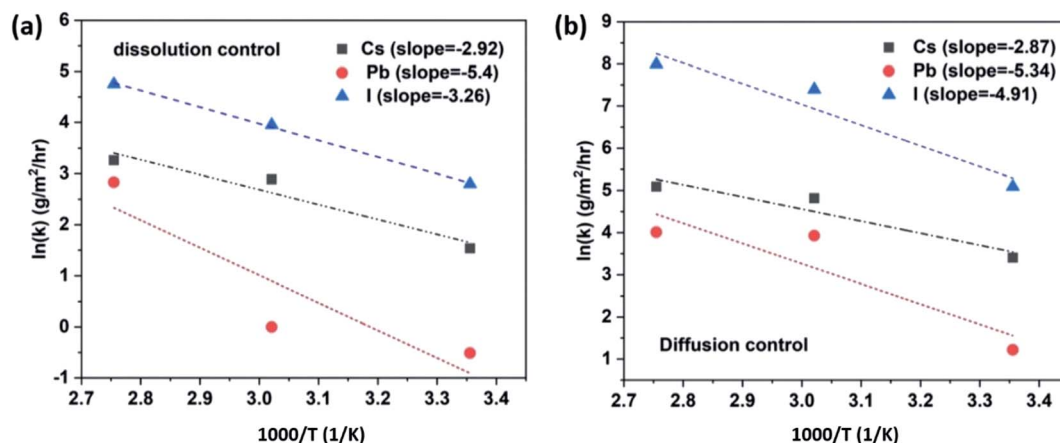 (a)
dissolution control
Cs (slope=-2.92)
Pb (slope=-5.4)
I (slope=-3.26)
ln(k) (g/m²/hr)
6
5
4
3
2
1
0
-1
2.7 2.8 2.9 3.0 3.1 3.2 3.3 3.4
1000/T (1/K)
(b)
Cs (slope=-2.87)
Pb (slope=-5.34)
I (slope=-4.91)
Diffusion control
ln(k) (g/m²/hr)
9
8
7
6
5
4
3
2
1
2.7 2.8 2.9 3.0 3.1 3.2 3.3 3.4
1000/T (1/K)